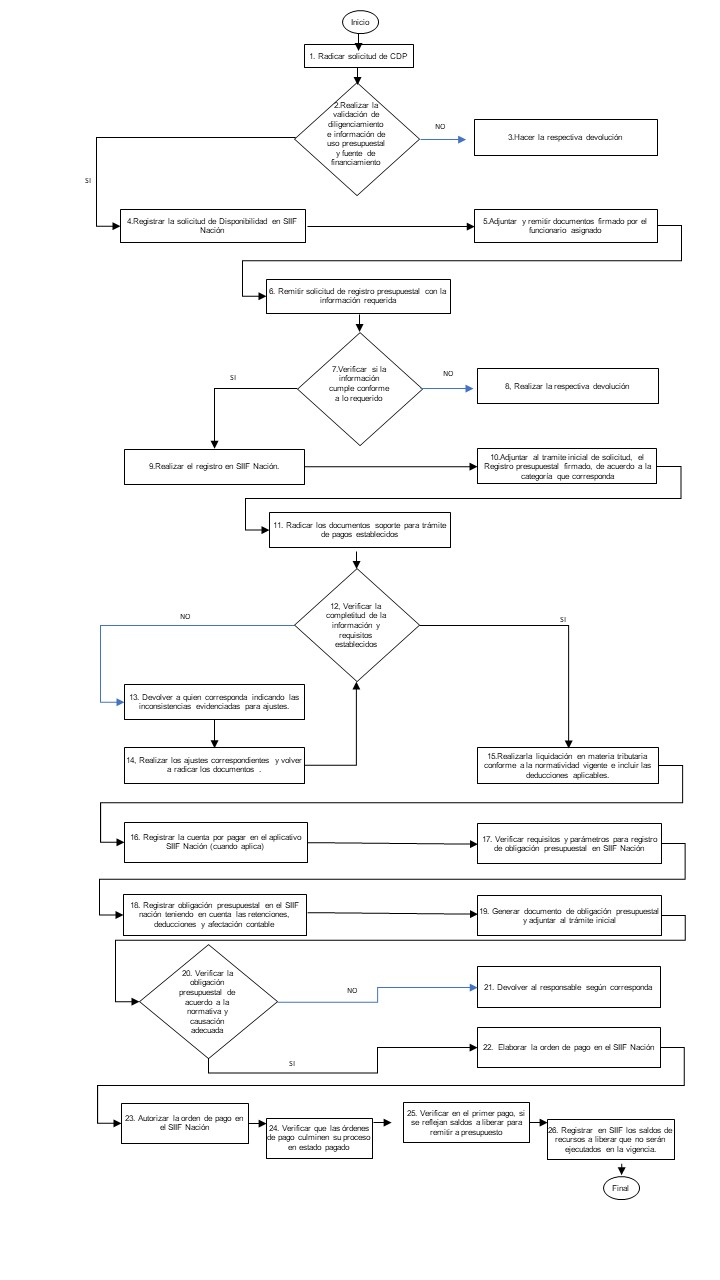 Inicio
1. Radicar solicitud de CDP
2.Realizar la
validación de
diligenciamiento
e información de
uso presupuestal
y fuente de
financiamiento
NO
3.Hacer la respectiva devolución
SI
4.Registrar la solicitud de Disponibilidad en SIIF
Nación
5.Adjuntar y remitir documentos firmado por el
funcionario asignado
6. Remitir solicitud de registro presupuestal con la
información requerida
7.Verificar si la
información
cumple conforme
a lo requerido
SI
NO
8, Realizar la respectiva devolución
9.Realizar el registro en SIIF Nación.
10.Adjuntar al tramite inicial de solicitud, el
Registro presupuestal firmado, de acuerdo a la
categoría que corresponda
11. Radicar los documentos soporte para trámite
de pagos establecidos
12, Verificar la
completitud de la
información y
requisitos
establecidos
NO
SI
13. Devolver a quien corresponda indicando las
inconsistencias evidenciadas para ajustes.
14, Realizar los ajustes correspondientes y volver
a radicar los documentos .
15.Realizarla liquidación en materia tributaria
conforme a la normatividad vigente e incluir las
deducciones aplicables.
16. Registrar la cuenta por pagar en el aplicativo
SIIF Nación (cuando aplica)
17. Verificar requisitos y parámetros para registro
de obligación presupuestal en SIIF Nación
18. Registrar obligación presupuestal en el SIIF
nación teniendo en cuenta las retenciones,
deducciones y afectación contable
19. Generar documento de obligación presupuestal
y adjuntar al trámite inicial
20. Verificar la
obligación
presupuestal de
acuerdo a la
normativa y
causación
adecuada
NO
21. Devolver al responsable según corresponda
SI
22. Elaborar la orden de pago en el SIIF Nación
23. Autorizar la orden de pago en
el SIIF Nación
24. Verificar que las órdenes
de pago culminen su proceso
en estado pagado
25. Verificar en el primer pago, si
se reflejan saldos a liberar para
remitir a presupuesto
26. Registrar en SIIF los saldos de
recursos a liberar que no serán
ejecutados en la vigencia.
Final